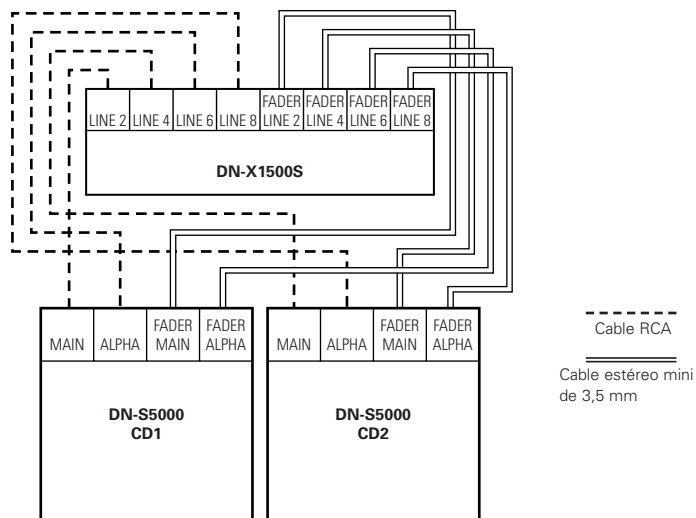 LINE 2 LINE 4 LINE 6 LINE 8 FADER LINE 2 FADER LINE 4 FADER LINE 6 FADER LINE 8
DN-X1500S
MAIN ALPHA FADER MAIN FADER ALPHA
DN-S5000
CD1
MAIN ALPHA FADER MAIN FADER ALPHA
DN-S5000
CD2
Cable RCA
Cable estéreo mini
de 3,5 mm